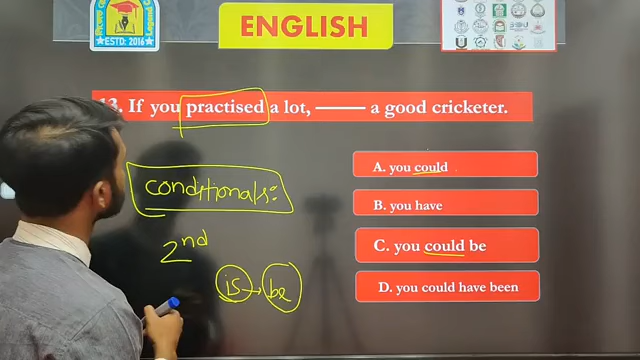 ESTD: 2016
ENGLISH
13. If you practised a lot, ——— a good cricketer.
A. you could
B. you have
C. you could be
D. you could have been
conditionals:
2nd
is → be